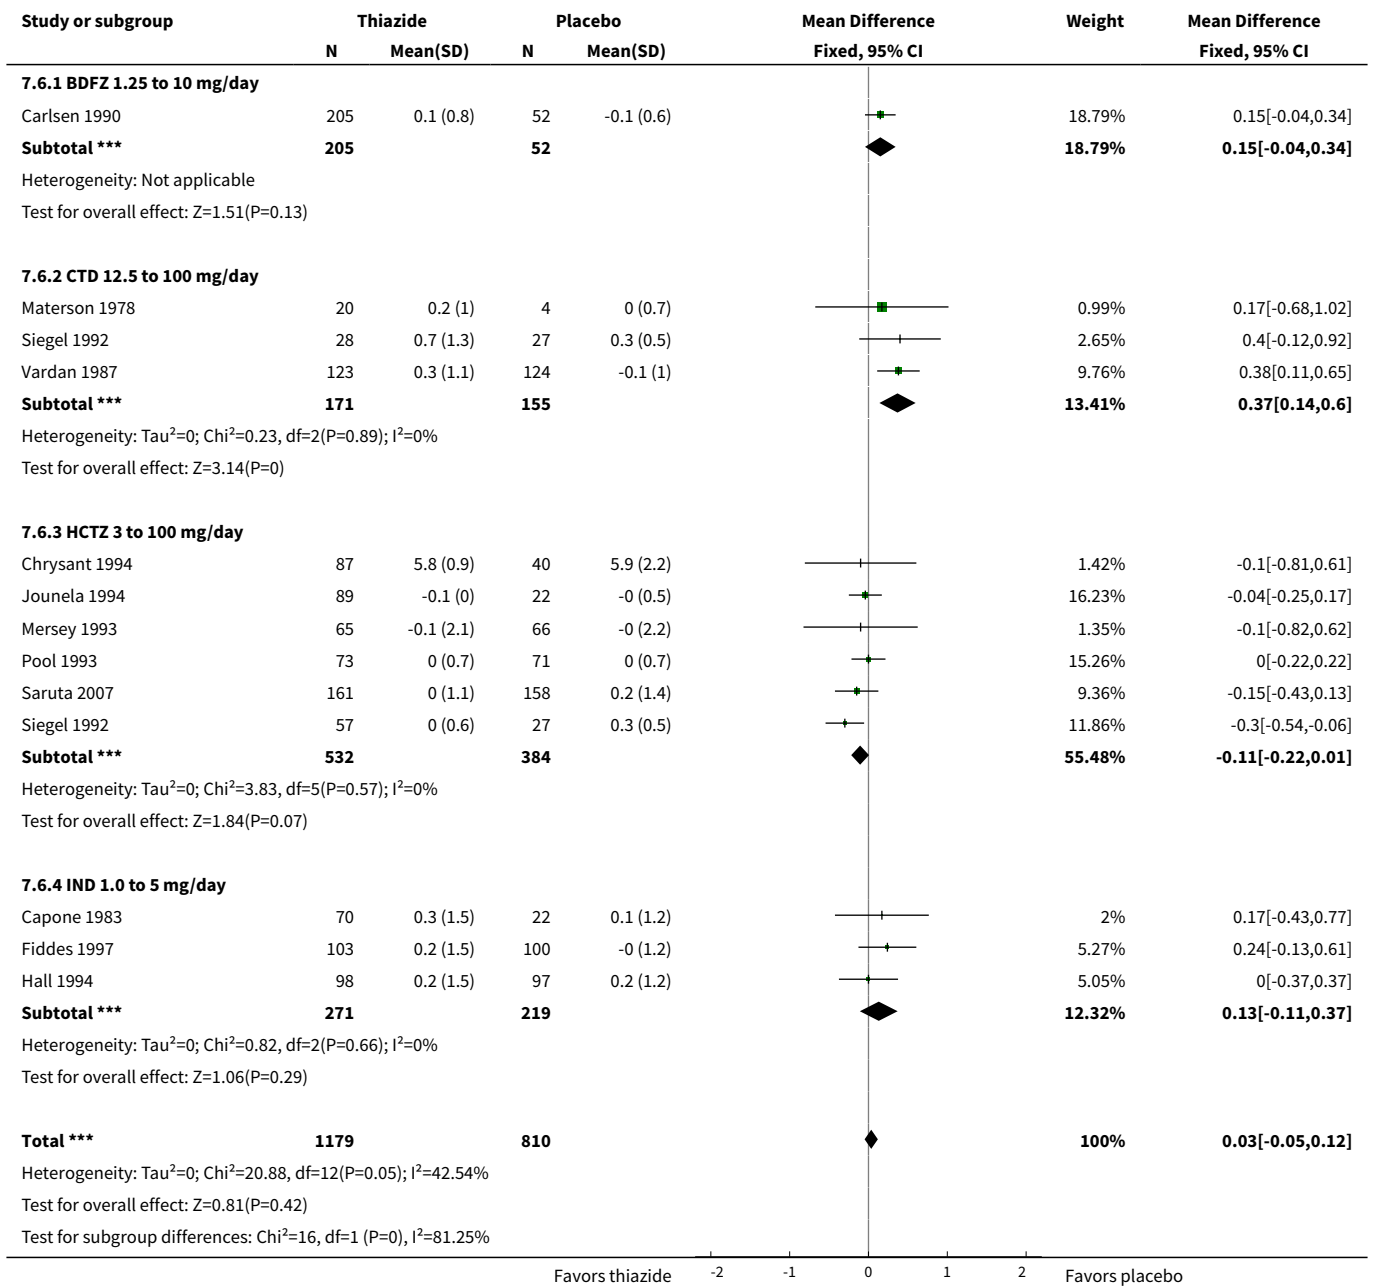 Study or subgroup Thiazide Placebo Mean Difference Weight Mean Difference
N Mean(SD) N Mean(SD) Fixed, 95% CI Fixed, 95% CI
7.6.1 BDFZ 1.25 to 10 mg/day
Carlsen 1990 205 0.1 (0.8) 52 -0.1 (0.6) 18.79% 0.15[-0.04,0.34]
Subtotal *** 205 52 18.79% 0.15[-0.04,0.34]
Heterogeneity: Not applicable
Test for overall effect: Z=1.51(P=0.13)
7.6.2 CTD 12.5 to 100 mg/day
Materson 1978 20 0.2 (1) 4 0 (0.7) 0.99% 0.17[-0.68,1.02]
Siegel 1992 28 0.7 (1.3) 27 0.3 (0.5) 2.65% 0.4[-0.12,0.92]
Vardan 1987 123 0.3 (1.1) 124 -0.1 (1) 9.76% 0.38[0.11,0.65]
Subtotal *** 171 155 13.41% 0.37[0.14,0.6]
Heterogeneity: Tau²=0; Chi²=0.23, df=2(P=0.89); I²=0%
Test for overall effect: Z=3.14(P=0)
7.6.3 HCTZ 3 to 100 mg/day
Chrysant 1994 87 5.8 (0.9) 40 5.9 (2.2) 1.42% -0.1[-0.81,0.61]
Jounela 1994 89 -0.1 (0) 22 -0 (0.5) 16.23% -0.04[-0.25,0.17]
Mersey 1993 65 -0.1 (2.1) 66 -0 (2.2) 1.35% -0.1[-0.82,0.62]
Pool 1993 73 0 (0.7) 71 0 (0.7) 15.26% 0[-0.22,0.22]
Saruta 2007 161 0 (1.1) 158 0.2 (1.4) 9.36% -0.15[-0.43,0.13]
Siegel 1992 57 0 (0.6) 27 0.3 (0.5) 11.86% -0.3[-0.54,-0.06]
Subtotal *** 532 384 55.48% -0.11[-0.22,0.01]
Heterogeneity: Tau²=0; Chi²=3.83, df=5(P=0.57); I²=0%
Test for overall effect: Z=1.84(P=0.07)
7.6.4 IND 1.0 to 5 mg/day
Capone 1983 70 0.3 (1.5) 22 0.1 (1.2) 2% 0.17[-0.43,0.77]
Fiddes 1997 103 0.2 (1.5) 100 -0 (1.2) 5.27% 0.24[-0.13,0.61]
Hall 1994 98 0.2 (1.5) 97 0.2 (1.2) 5.05% 0[-0.37,0.37]
Subtotal *** 271 219 12.32% 0.13[-0.11,0.37]
Heterogeneity: Tau²=0; Chi²=0.82, df=2(P=0.66); I²=0%
Test for overall effect: Z=1.06(P=0.29)
Total *** 1179 810 100% 0.03[-0.05,0.12]
Heterogeneity: Tau²=0; Chi²=20.88, df=12(P=0.05); I²=42.54%
Test for overall effect: Z=0.81(P=0.42)
Test for subgroup differences: Chi²=16, df=1 (P=0), I²=81.25%
Favors thiazide -2 -1 0 1 2 Favors placebo